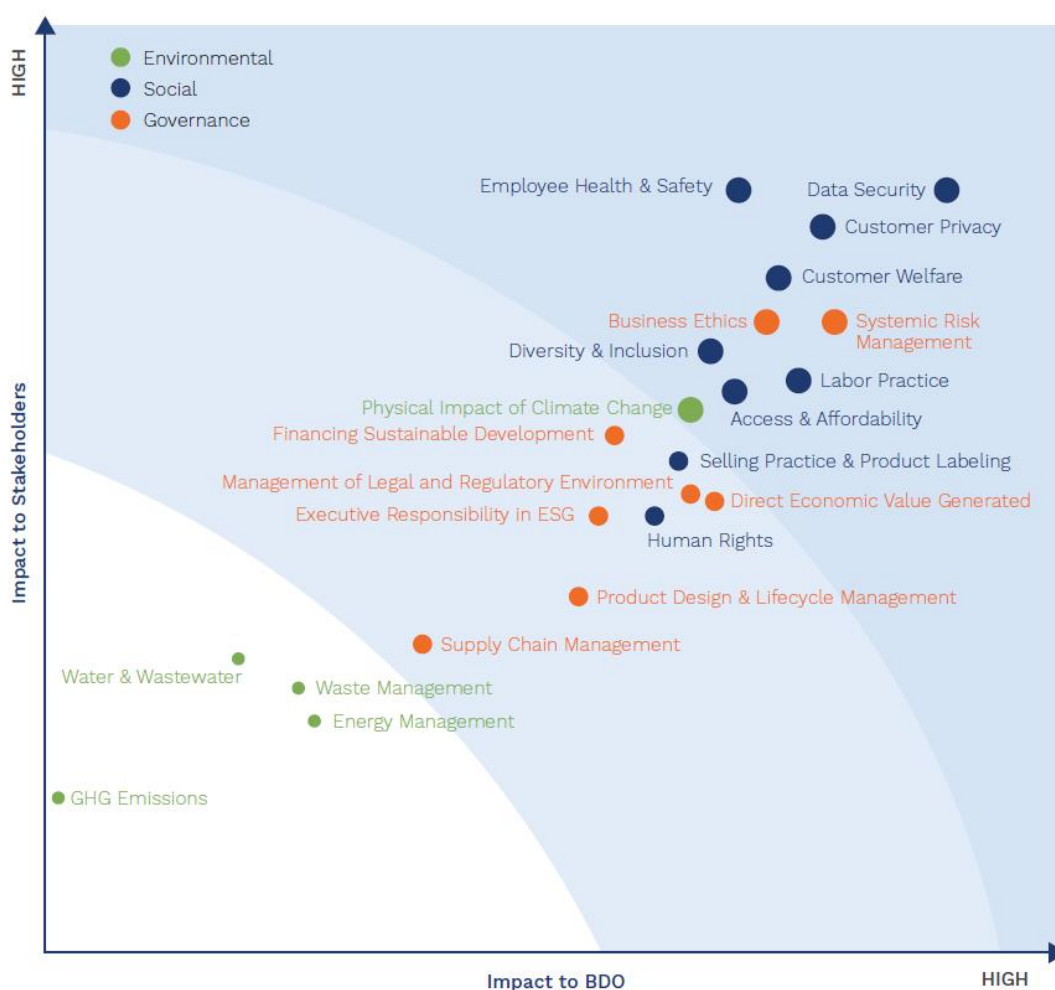 HIGH
Environmental
Social
Governance
Employee Health & Safety
Data Security
Customer Privacy
Customer Welfare
Business Ethics
Systemic Risk
Management
Diversity & Inclusion
Labor Practice
Physical Impact of Climate Change
Access & Affordability
Financing Sustainable Development
Selling Practice & Product Labeling
Management of Legal and Regulatory Environment
Direct Economic Value Generated
Executive Responsibility in ESG
Human Rights
Impact to Stakeholders
Product Design & Lifecycle Management
Supply Chain Management
Water & Wastewater
Waste Management
Energy Management
GHG Emissions
Impact to BDO
HIGH